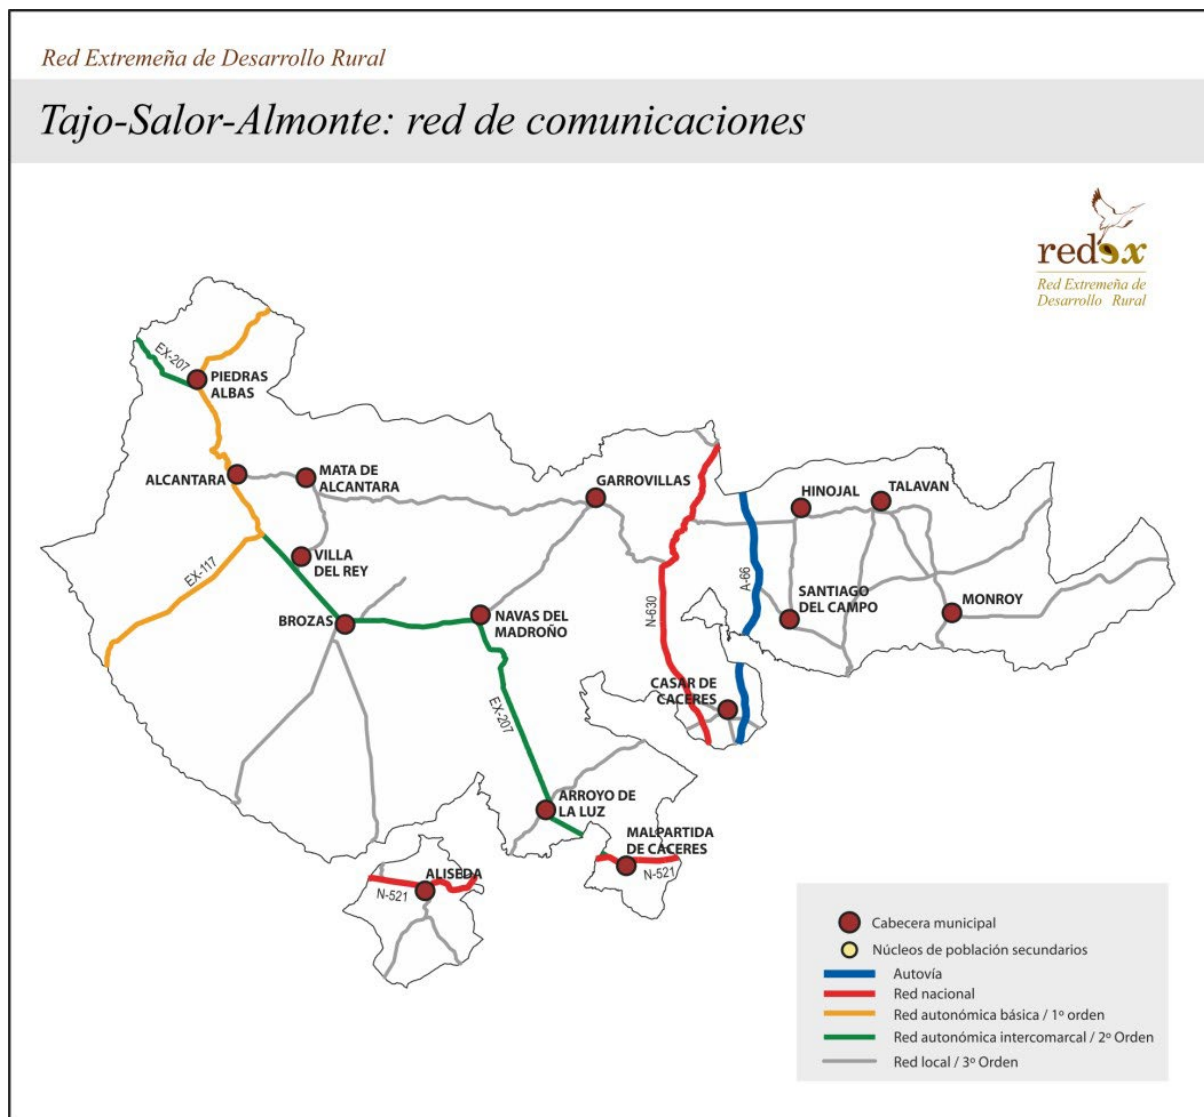 Red Extremeña de Desarrollo Rural
Tajo-Salor-Almonte: red de comunicaciones
redex
Red Extremeña de
Desarrollo Rural
EX-207
PIEDRAS
ALBAS
ALCANTARA
MATA DE
ALCANTARA
GARROVILLAS
HINOJAL
TALAVAN
VILLA
DEL REY
EX-117
A-66
N-630
SANTIAGO
DEL CAMPO
MONROY
BROZAS
NAVAS DEL
MADROÑO
CASAR DE
CACERES
EX-207
ARROYO DE
LA LUZ
MALPARTIDA
DE CACERES
N-521
ALISEDA
N-521
Cabecera municipal
Núcleos de población secundarios
Autovía
Red nacional
Red autonómica básica / 1º orden
Red autonómica intercomarcal / 2º Orden
Red local / 3º Orden